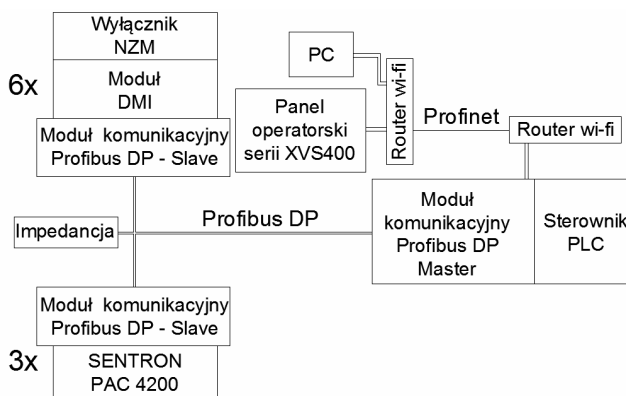 Wyłącznik
NZM
6x
Moduł
DMI
Moduł komunikacyjny
Profibus DP - Slave
PC
Panel
operatorski
serii XVS400
Router wi-fi
Profinet
Router wi-fi
Impedancja
Profibus DP
Moduł
komunikacyjny
Profibus DP
Master
Sterownik
PLC
Moduł komunikacyjny
Profibus DP - Slave
3x
SENTRON
PAC 4200